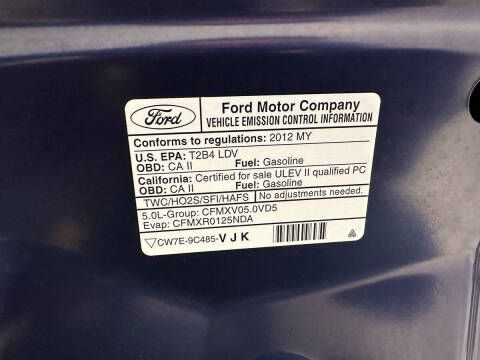 Ford
Ford Motor Company
VEHICLE EMISSION CONTROL INFORMATION
Conforms to regulations: 2012 MY
U.S. EPA: T2B4 LDV
OBD: CA II Fuel: Gasoline
California: Certified for sale ULEV II qualified PC
OBD: CA II Fuel: Gasoline
TWC/HO2S/SFI/HAFS No adjustments needed.
5.0L-Group: CFMXV05.0VD5
Evap: CFMXR0125NDA
CW7E-9C485-VJK